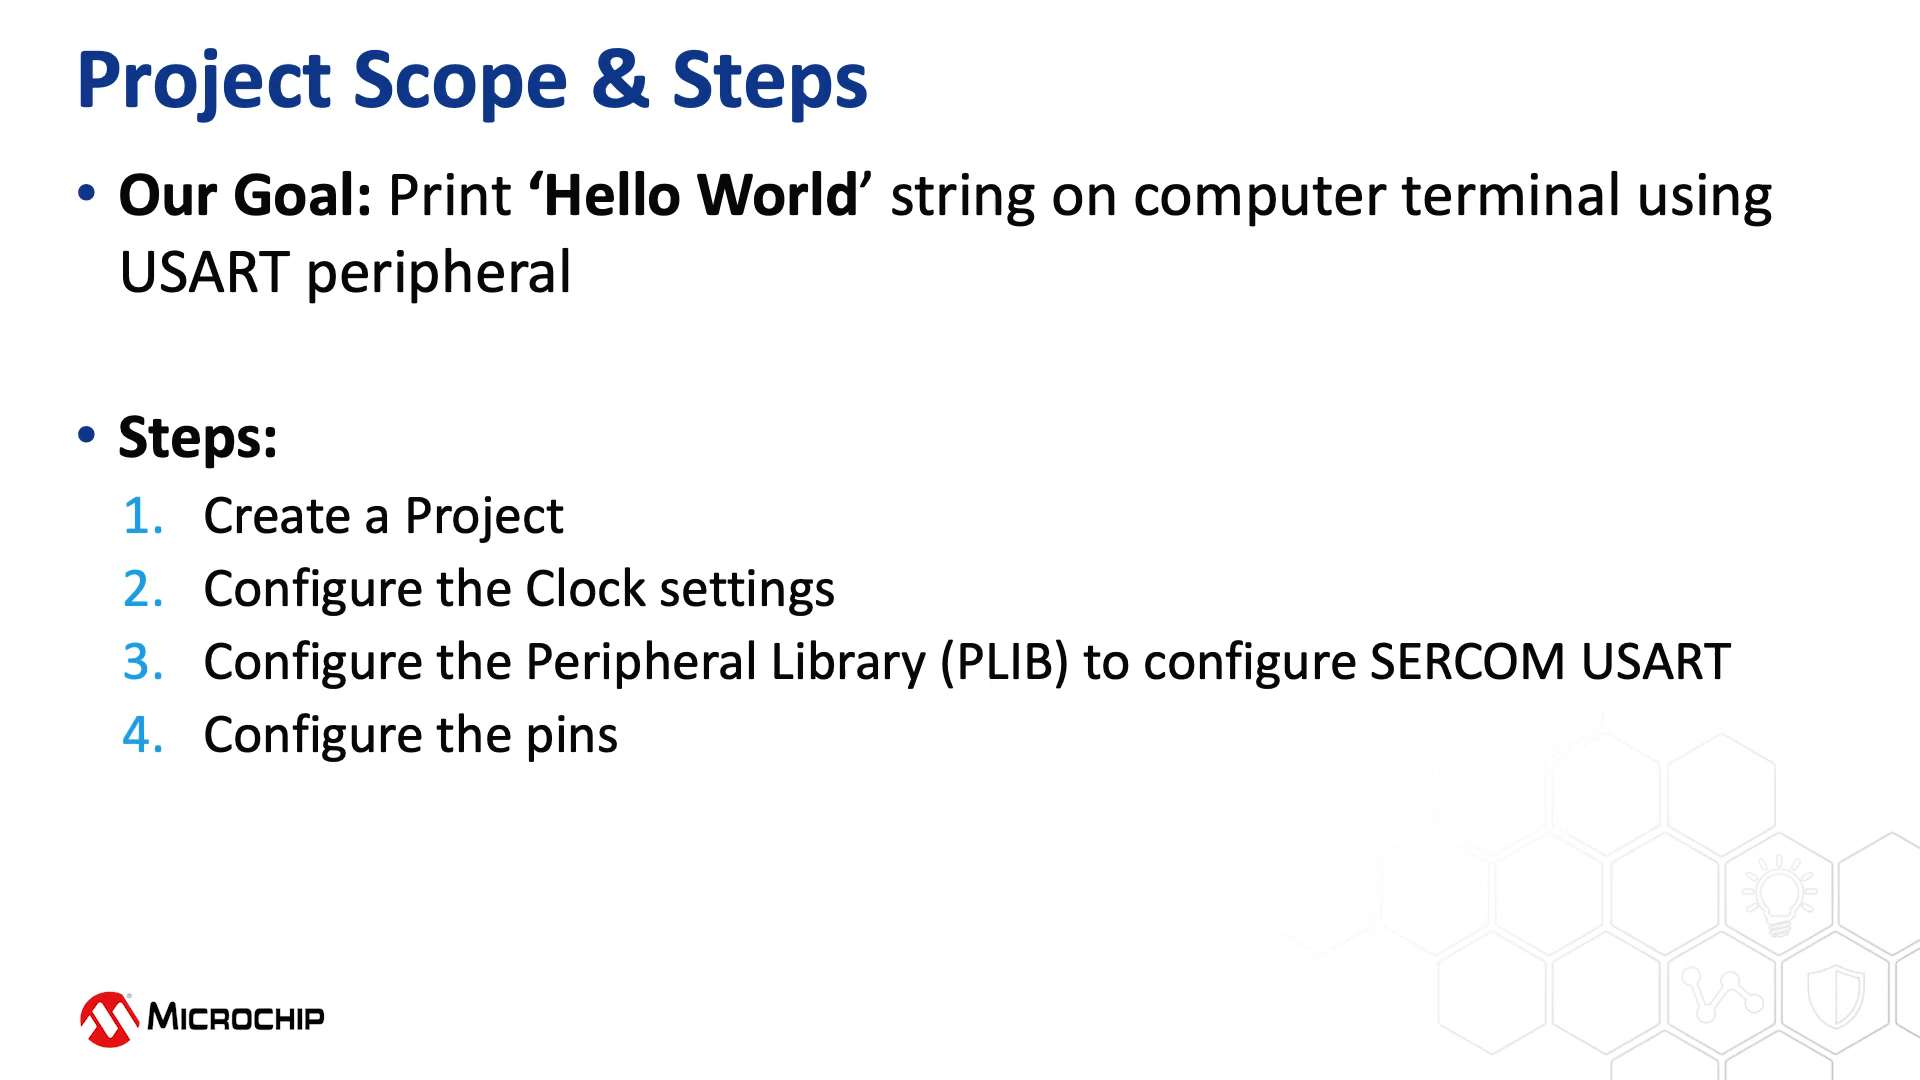 Project Scope & Steps
• Our Goal: Print ‘Hello World’ string on computer terminal using
USART peripheral
• Steps:
1. Create a Project
2. Configure the Clock settings
3. Configure the Peripheral Library (PLIB) to configure SERCOM USART
4. Configure the pins
MICROCHIP